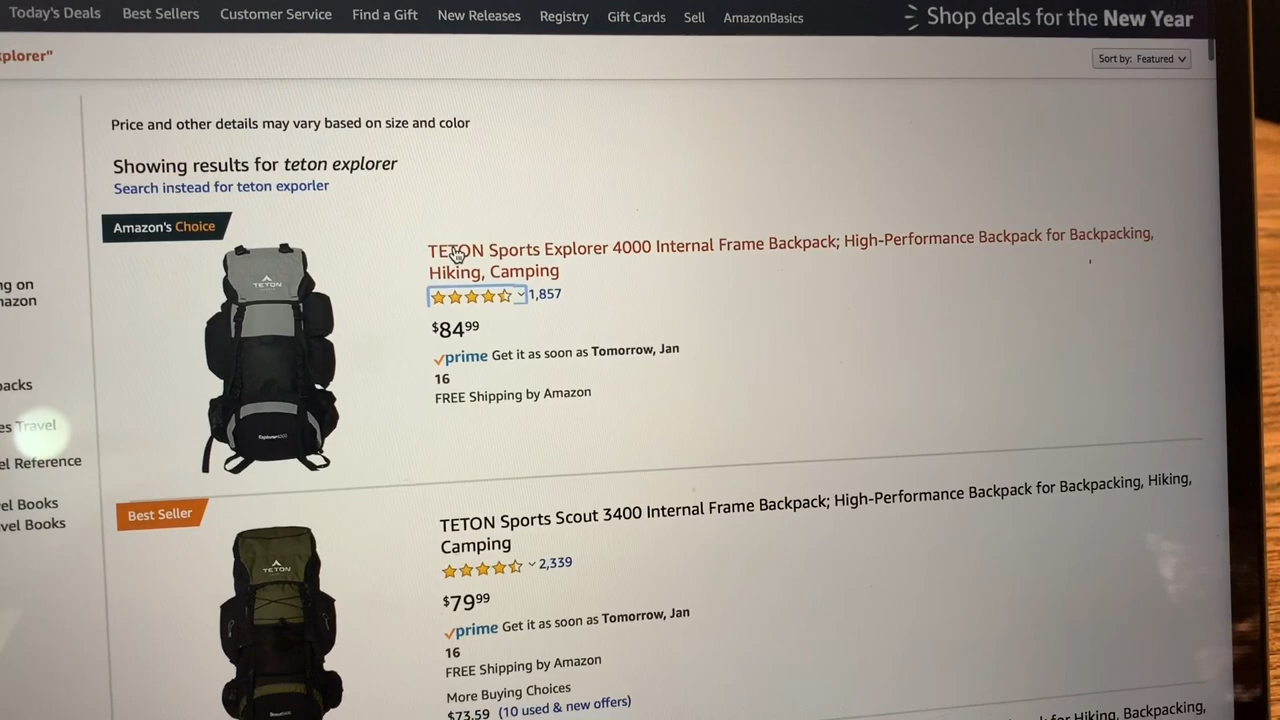 Today's Deals Best Sellers Customer Service Find a Gift New Releases Registry Gift Cards Sell AmazonBasics Shop deals for the New Year
plorer"
Sort by: Featured
Price and other details may vary based on size and color
Showing results for teton explorer
Search instead for teton exporler
Amazon's Choice
TETON
Explorer4000
TETON Sports Explorer 4000 Internal Frame Backpack; High-Performance Backpack for Backpacking,
Hiking, Camping
1,857
$84 99
prime Get it as soon as Tomorrow, Jan
16
FREE Shipping by Amazon
ng on
nazon
packs
es Travel
el Reference
el Books
vel Books
Best Seller
TETON
Scout3400
TETON Sports Scout 3400 Internal Frame Backpack; High-Performance Backpack for Backpacking, Hiking,
Camping
2,339
$79 99
prime Get it as soon as Tomorrow, Jan
16
FREE Shipping by Amazon
More Buying Choices
$73.59 (10 used & new offers)
k for Hiking, Backpacking,